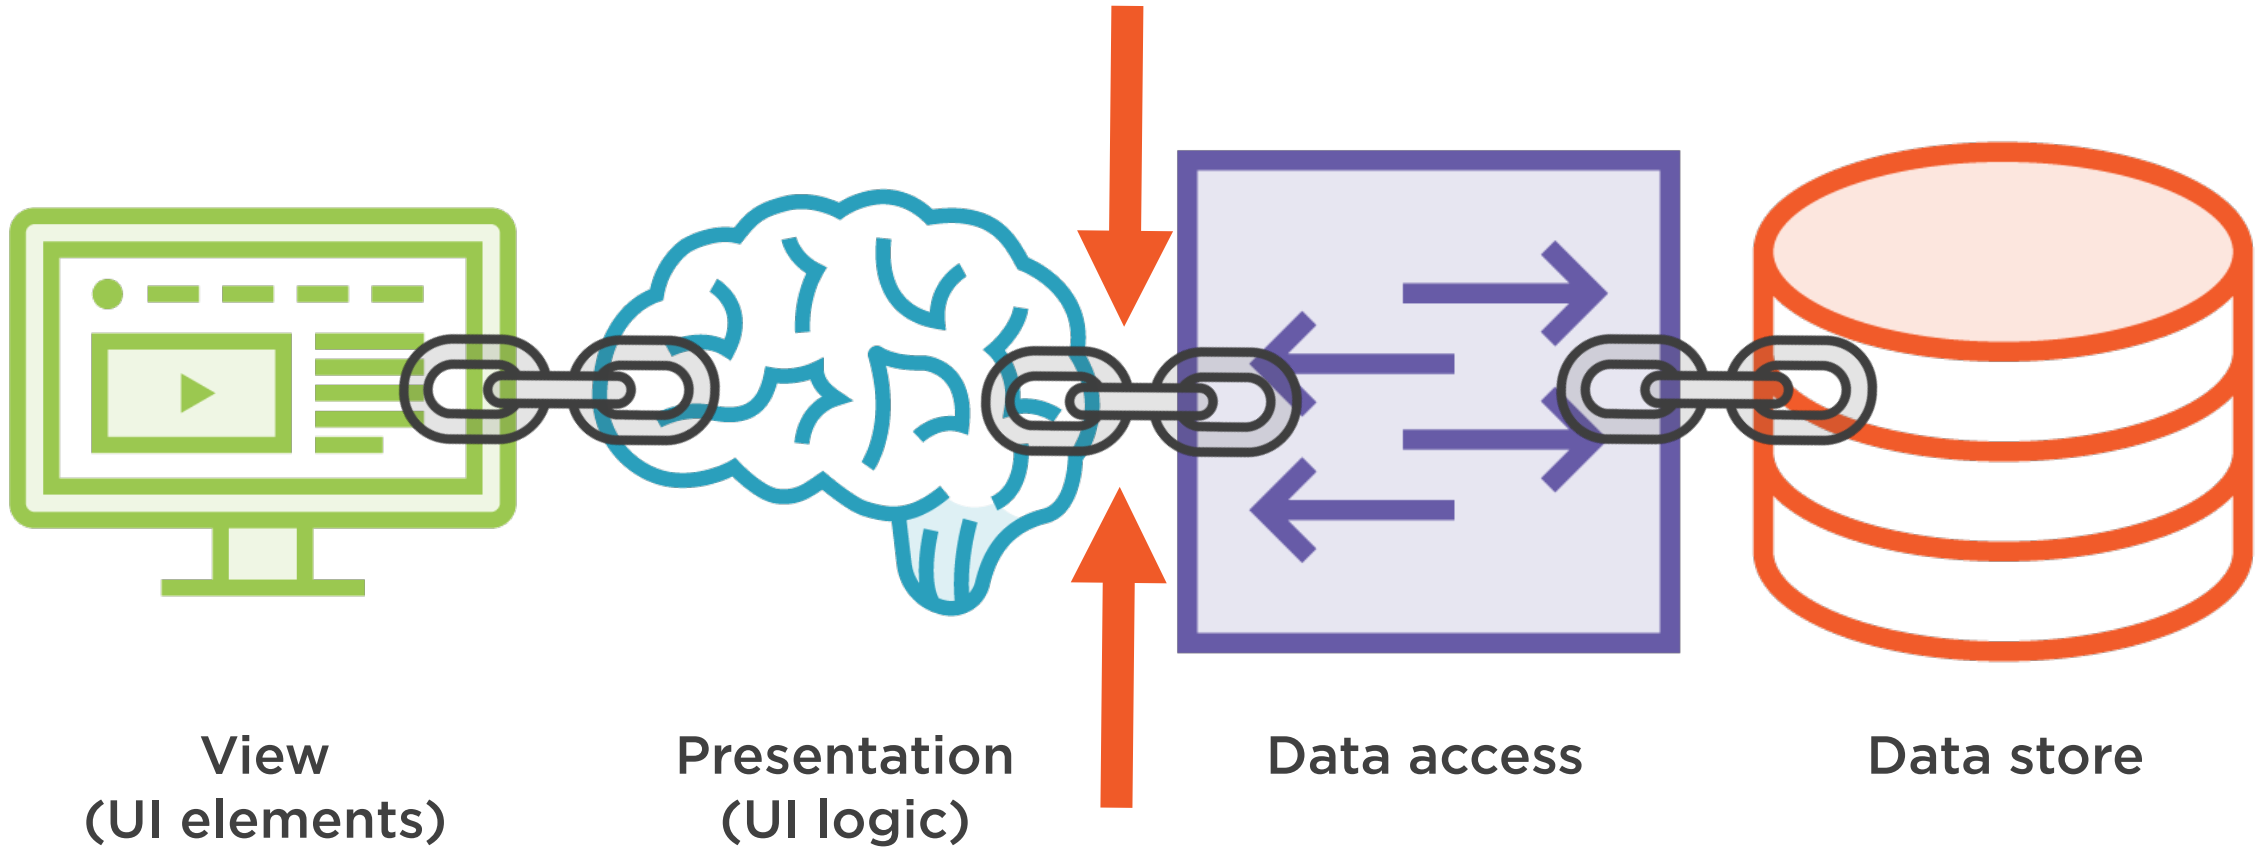 View
(UI elements)
Presentation
(UI logic)
Data access
Data store